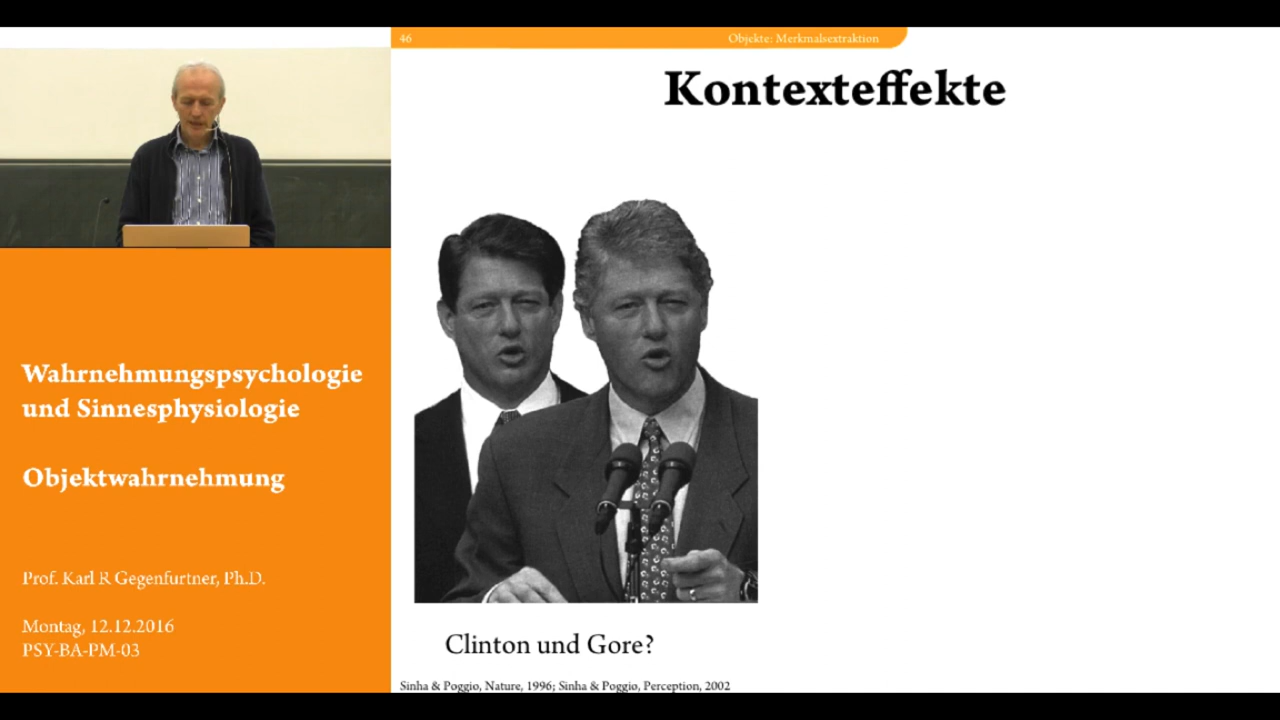 46
Objekte: Merkmalsextraktion
Kontexteffekte
Wahrnehmungspsychologie
und Sinnesphysiologie
Objektwahrnehmung
Prof. Karl R Gegenfurtner, Ph.D.
Montag, 12.12.2016
PSY-BA-PM-03
Clinton und Gore?
Sinha & Poggio, Nature, 1996; Sinha & Poggio, Perception, 2002